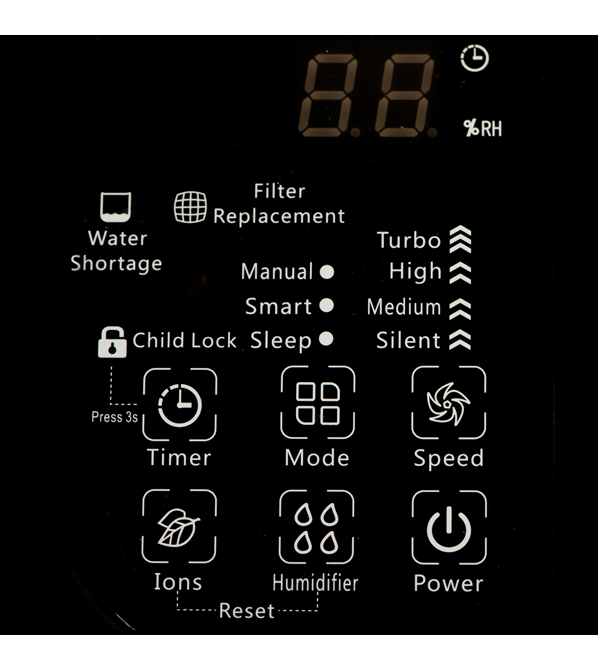 88
%RH
Filter
Replacement
Water
Shortage
Turbo
Manual High
Smart Medium
Child Lock Sleep Silent
Press 3s
Timer Mode Speed
Ions Humidifier Power
Reset